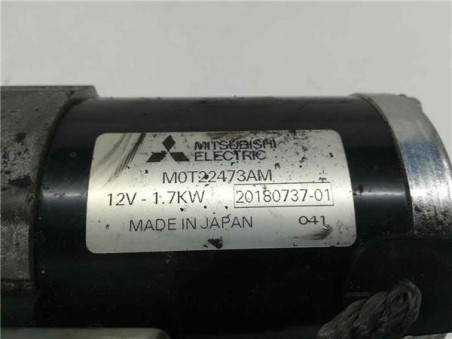 MITSUBISHI
ELECTRIC
M0T22473AM
12V - 1.7KW 20180737-01
MADE IN JAPAN 041